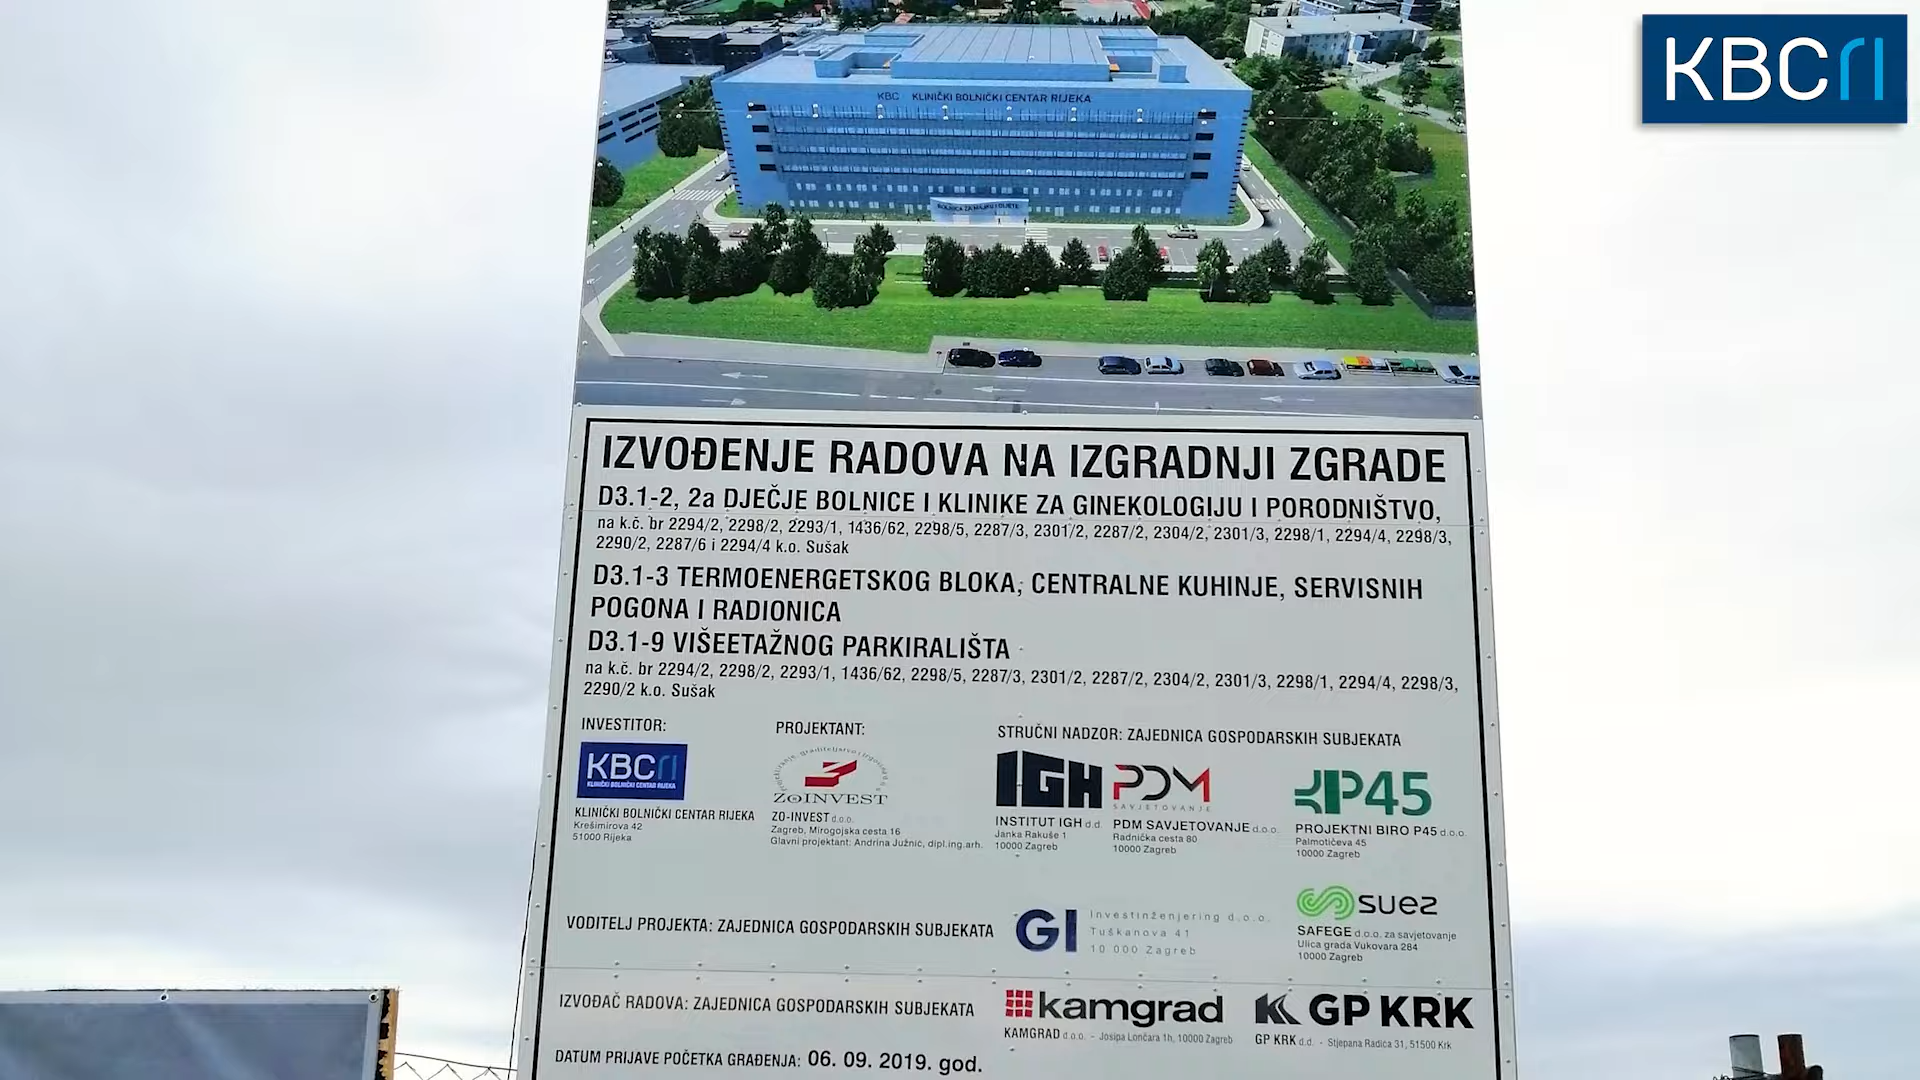 KBCRI
KBC KLINIČKI BOLNIČKI CENTAR RIJEKA
BOLNICA ZA MAJKU I DIJETE
IZVOĐENJE RADOVA NA IZGRADNJI ZGRADE
D3.1-2, 2a DJEČJE BOLNICE I KLINIKE ZA GINEKOLOGIJU I PORODNIŠTVO,
na k.č. br 2294/2, 2298/2, 2293/1, 1436/62, 2298/5, 2287/3, 2301/2, 2287/2, 2304/2, 2301/3, 2298/1, 2294/4, 2298/3,
2290/2, 2287/6 i 2294/4 k.o. Sušak
D3.1-3 TERMOENERGETSKOG BLOKA, CENTRALNE KUHINJE, SERVISNIH
POGONA I RADIONICA
D3.1-9 VIŠEETAŽNOG PARKIRALIŠTA
na k.č. br 2294/2, 2298/2, 2293/1, 1436/62, 2298/5, 2287/3, 2301/2, 2287/2, 2304/2, 2301/3, 2298/1, 2294/4, 2298/3,
2290/2 k.o. Sušak
INVESTITOR:
KBCRI
KLINIČKI BOLNIČKI CENTAR RIJEKA
KLINIČKI BOLNIČKI CENTAR RIJEKA
Krešimirova 42
51000 Rijeka
PROJEKTANT:
ZOINVEST
ZO-INVEST d.o.o.
Zagreb, Mirogojska cesta 16
Glavni projektant: Andrina Južnić, dipl.ing.arh.
STRUČNI NADZOR: ZAJEDNICA GOSPODARSKIH SUBJEKATA
IGH
INSTITUT IGH d.d.
Janka Rakuše 1
10000 Zagreb
PDM
SAVJETOVANJE
PDM SAVJETOVANJE d.o.o.
Radnička cesta 80
10000 Zagreb
P45
PROJEKTNI BIRO P45 d.o.o.
Palmotićeva 45
10000 Zagreb
VODITELJ PROJEKTA: ZAJEDNICA GOSPODARSKIH SUBJEKATA
GI
Investinženjering d.o.o.
Tuškanova 41
10 000 Zagreb
suez
SAFEGE d.o.o. za savjetovanje
Ulica grada Vukovara 284
10000 Zagreb
IZVOĐAČ RADOVA: ZAJEDNICA GOSPODARSKIH SUBJEKATA
kamgrad
KAMGRAD d.o.o. - Josipa Lončara 1h, 10000 Zagreb
GP KRK
GP KRK d.d. - Stjepana Radića 31, 51500 Krk
DATUM PRIJAVE POČETKA GRAĐENJA: 06. 09. 2019. god.